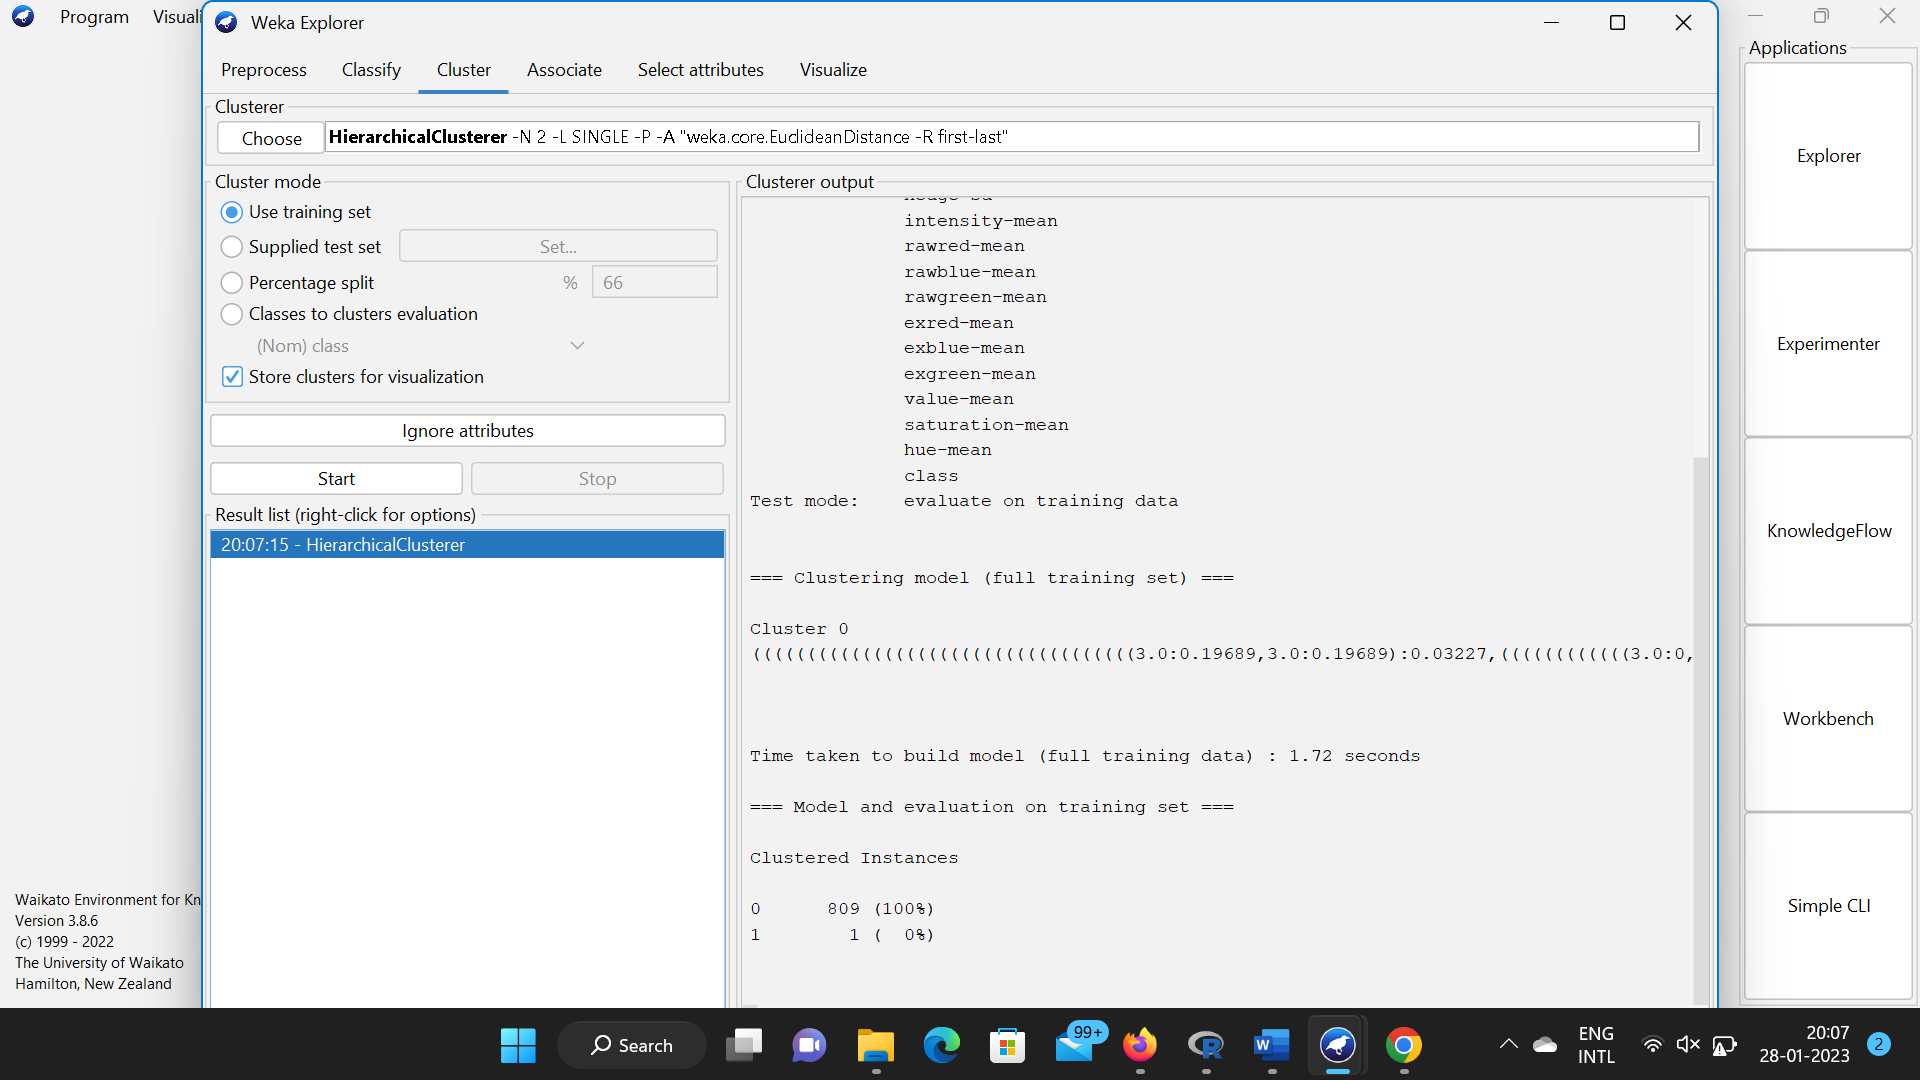 Program Visuali
Weka Explorer
Applications
Preprocess Classify Cluster Associate Select attributes Visualize
Clusterer
Choose HierarchicalClusterer -N 2 -L SINGLE -P -A "weka.core.EuclideanDistance -R first-last"
Cluster mode
Use training set
Supplied test set Set...
Percentage split % 66
Classes to clusters evaluation
(Nom) class
Store clusters for visualization
Ignore attributes
Start Stop
Result list (right-click for options)
20:07:15 - HierarchicalClusterer
Clusterer output
intensity-mean
rawred-mean
rawblue-mean
rawgreen-mean
exred-mean
exblue-mean
exgreen-mean
value-mean
saturation-mean
hue-mean
class
Test mode: evaluate on training data
=== Clustering model (full training set) ===
Cluster 0
(((((((((((((((((((((((((((((((((((3.0:0.19689,3.0:0.19689):0.03227,((((((((((((3.0:0,
Time taken to build model (full training data) : 1.72 seconds
=== Model and evaluation on training set ===
Clustered Instances
0 809 (100%)
1 1 ( 0%)
Explorer
Experimenter
KnowledgeFlow
Workbench
Simple CLI
Waikato Environment for Kn
Version 3.8.6
(c) 1999 - 2022
The University of Waikato
Hamilton, New Zealand
Search
99+
W
R
ENG
INTL
20:07
28-01-2023
2